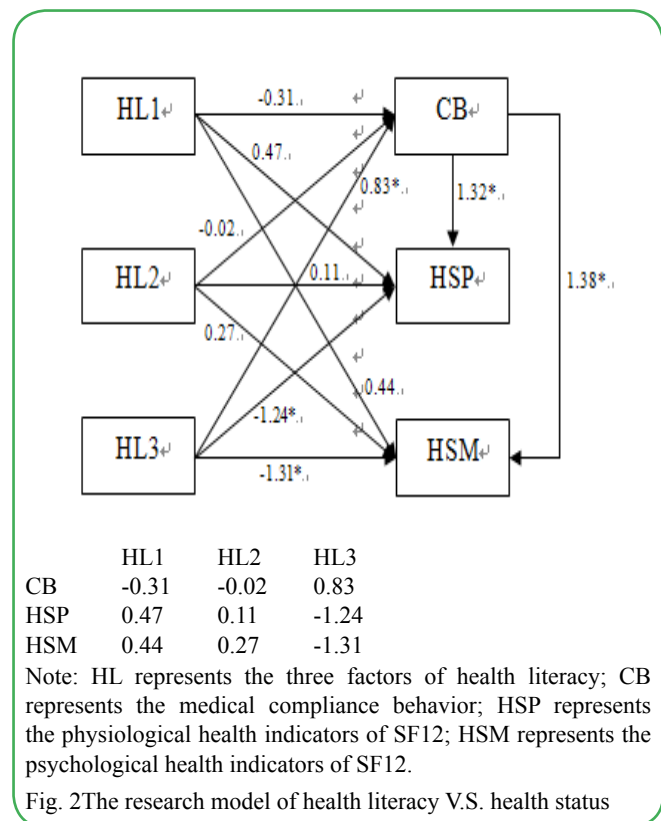 HL1
-0.31
CB
0.47
0.83*
1.32*
-0.02
HL2
0.11
HSP
1.38*
0.27
0.44
-1.24*
HL3
-1.31*
HSM
HL1 HL2 HL3
CB -0.31 -0.02 0.83
HSP 0.47 0.11 -1.24
HSM 0.44 0.27 -1.31
Note: HL represents the three factors of health literacy; CB
represents the medical compliance behavior; HSP represents
the physiological health indicators of SF12; HSM represents the
psychological health indicators of SF12.
Fig. 2The research model of health literacy V.S. health status